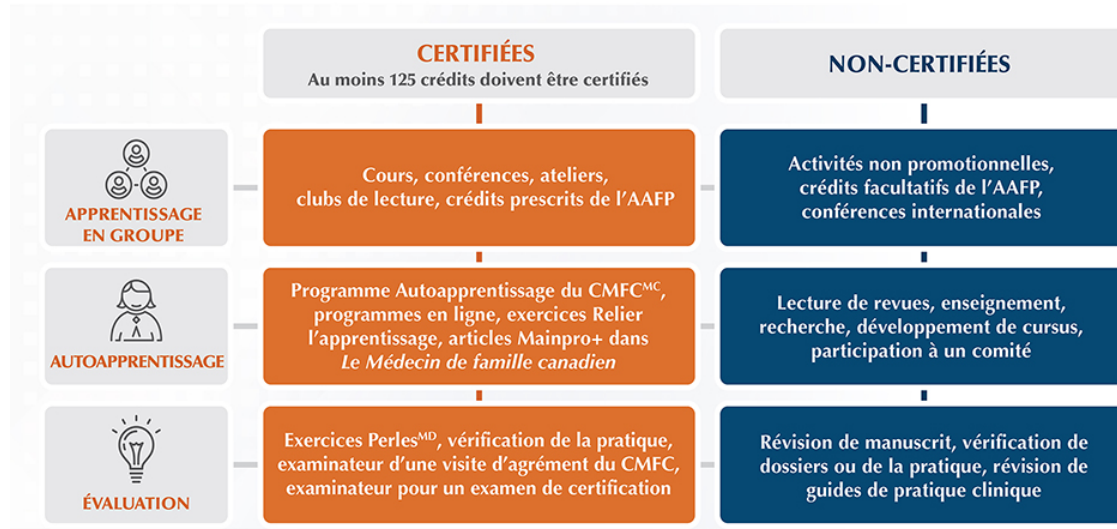 CERTIFIÉES
Au moins 125 crédits doivent être certifiés
NON-CERTIFIÉES
APPRENTISSAGE
EN GROUPE
Cours, conférences, ateliers,
clubs de lecture, crédits prescrits de l’AAFP
Activités non promotionnelles,
crédits facultatifs de l’AAFP,
conférences internationales
AUTOAPPRENTISSAGE
Programme Autoapprentissage du CMFCMC,
programmes en ligne, exercices Relier
l’apprentissage, articles Mainpro+ dans
Le Médecin de famille canadien
Lecture de revues, enseignement,
recherche, développement de cursus,
participation à un comité
ÉVALUATION
Exercices PerlesMD, vérification de la pratique,
examinateur d’une visite d’agrément du CMFC,
examinateur pour un examen de certification
Révision de manuscrit, vérification de
dossiers ou de la pratique, révision de
guides de pratique clinique